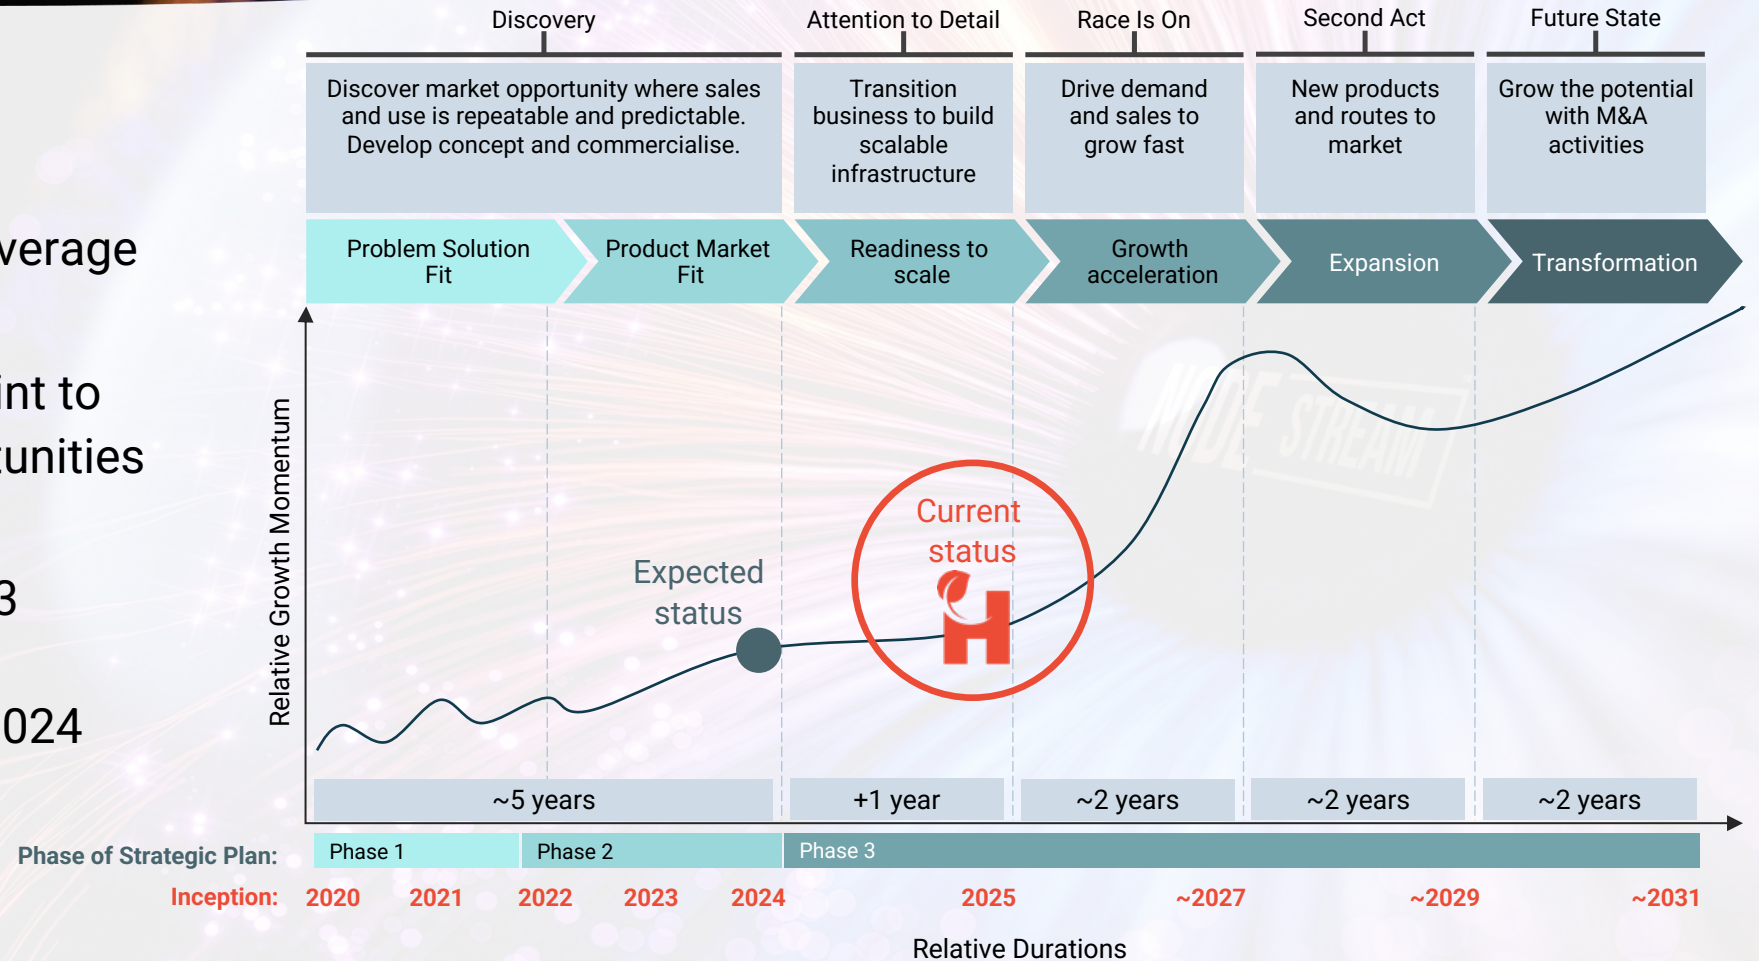 Discovery
Attention to Detail
Race Is On
Second Act
Future State
Discover market opportunity where sales
and use is repeatable and predictable.
Develop concept and commercialise.
Transition
business to build
scalable
infrastructure
Drive demand
and sales to
grow fast
New products
and routes to
market
Grow the potential
with M&A
activities
Problem Solution
Fit
Product Market
Fit
Readiness to
scale
Growth
acceleration
Expansion
Transformation
verage
int to
tunities
3
024
Relative Growth Momentum
Expected
status
Current
status
H
NODE STREAM
~5 years
+1 year
~2 years
~2 years
~2 years
Phase of Strategic Plan:
Phase 1
Phase 2
Phase 3
Inception:
2020
2021
2022
2023
2024
2025
~2027
~2029
~2031
Relative Durations